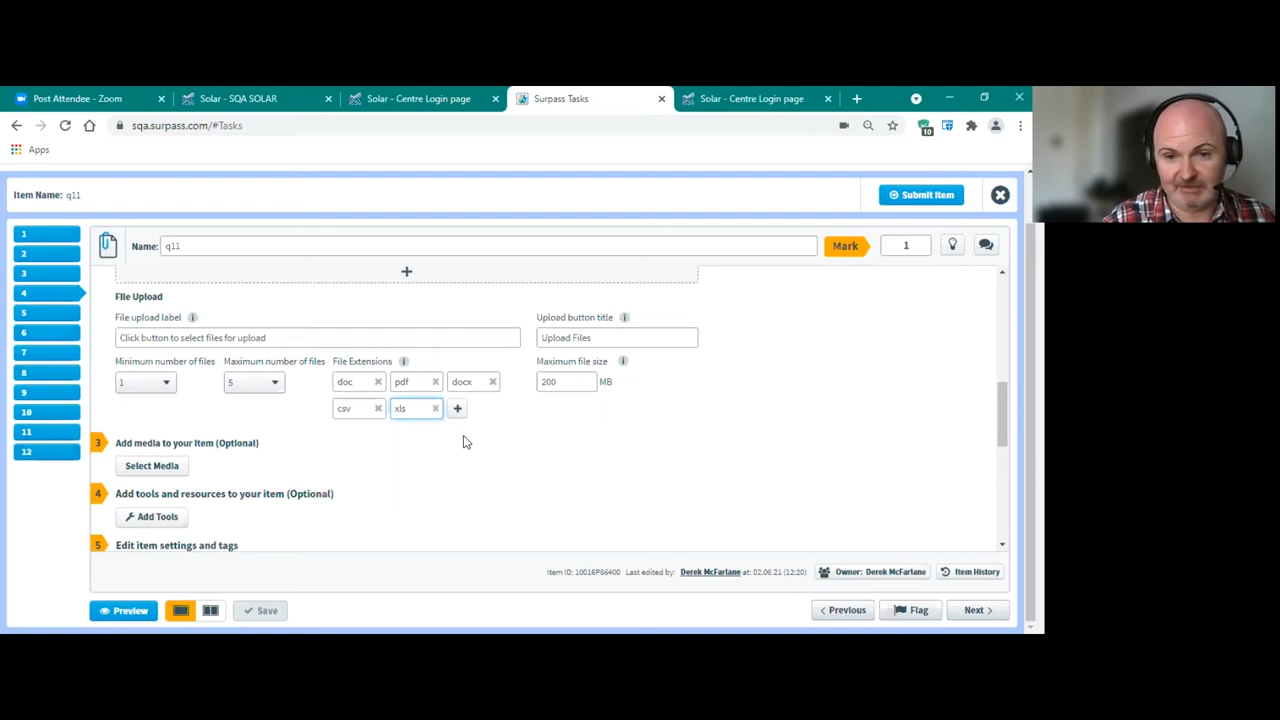 Post Attendee - Zoom
Solar - SQA SOLAR
Solar - Centre Login page
Surpass Tasks
Solar - Centre Login page
sqa.surpass.com/#Tasks
10
Apps
Item Name: q11
Submit Item
1
2
3
4
5
6
7
8
9
10
11
12
Name: q11
Mark 1
File Upload
File upload label
Upload button title
Click button to select files for upload
Upload Files
Minimum number of files
Maximum number of files
File Extensions
Maximum file size
1
5
doc
pdf
docx
200 MB
csv
xls
3 Add media to your item (Optional)
Select Media
4 Add tools and resources to your item (Optional)
Add Tools
5 Edit item settings and tags
Item ID: 10016P86400 Last edited by: Derek McFarlane at: 02.06.21 (12:20)
Owner: Derek McFarlane
Item History
Preview
Save
Previous
Flag
Next